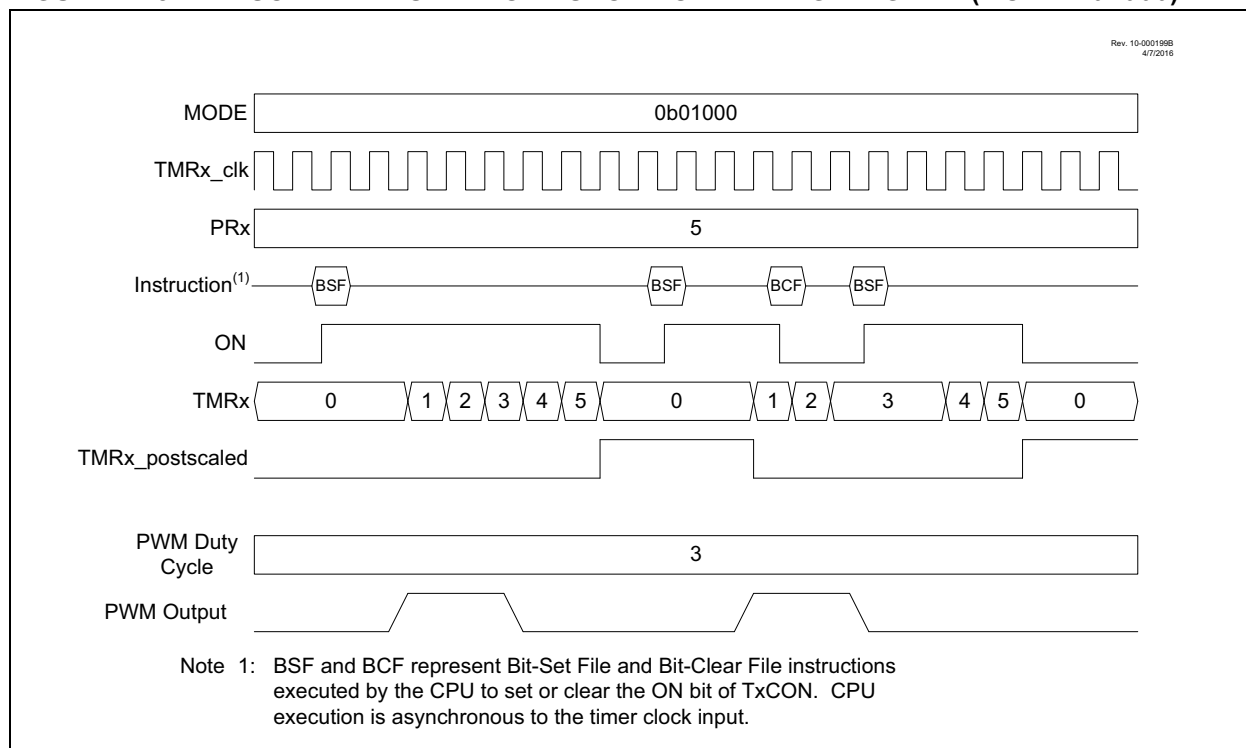 Rev. 10-000199B
4/7/2016
MODE 0b01000
TMRx_clk
PRx 5
Instruction(1) BSF BSF BCF BSF
ON
TMRx 0 1 2 3 4 5 0 1 2 3 4 5 0
TMRx_postscaled
PWM Duty
Cycle
3
PWM Output
Note 1: BSF and BCF represent Bit-Set File and Bit-Clear File instructions
executed by the CPU to set or clear the ON bit of TxCON. CPU
execution is asynchronous to the timer clock input.